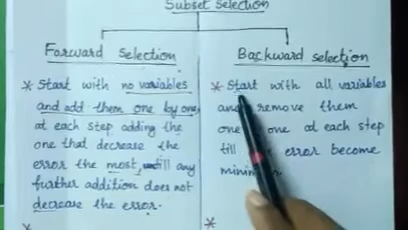 Subset Selection
Forward Selection
* Start with no variables
and add them one by one,
at each step adding the
one that decrease the
error the most, till any
further addition does not
decrease the error.
*
Backward selection
* Start with all variables
and remove them
one one at each step
till error become
*